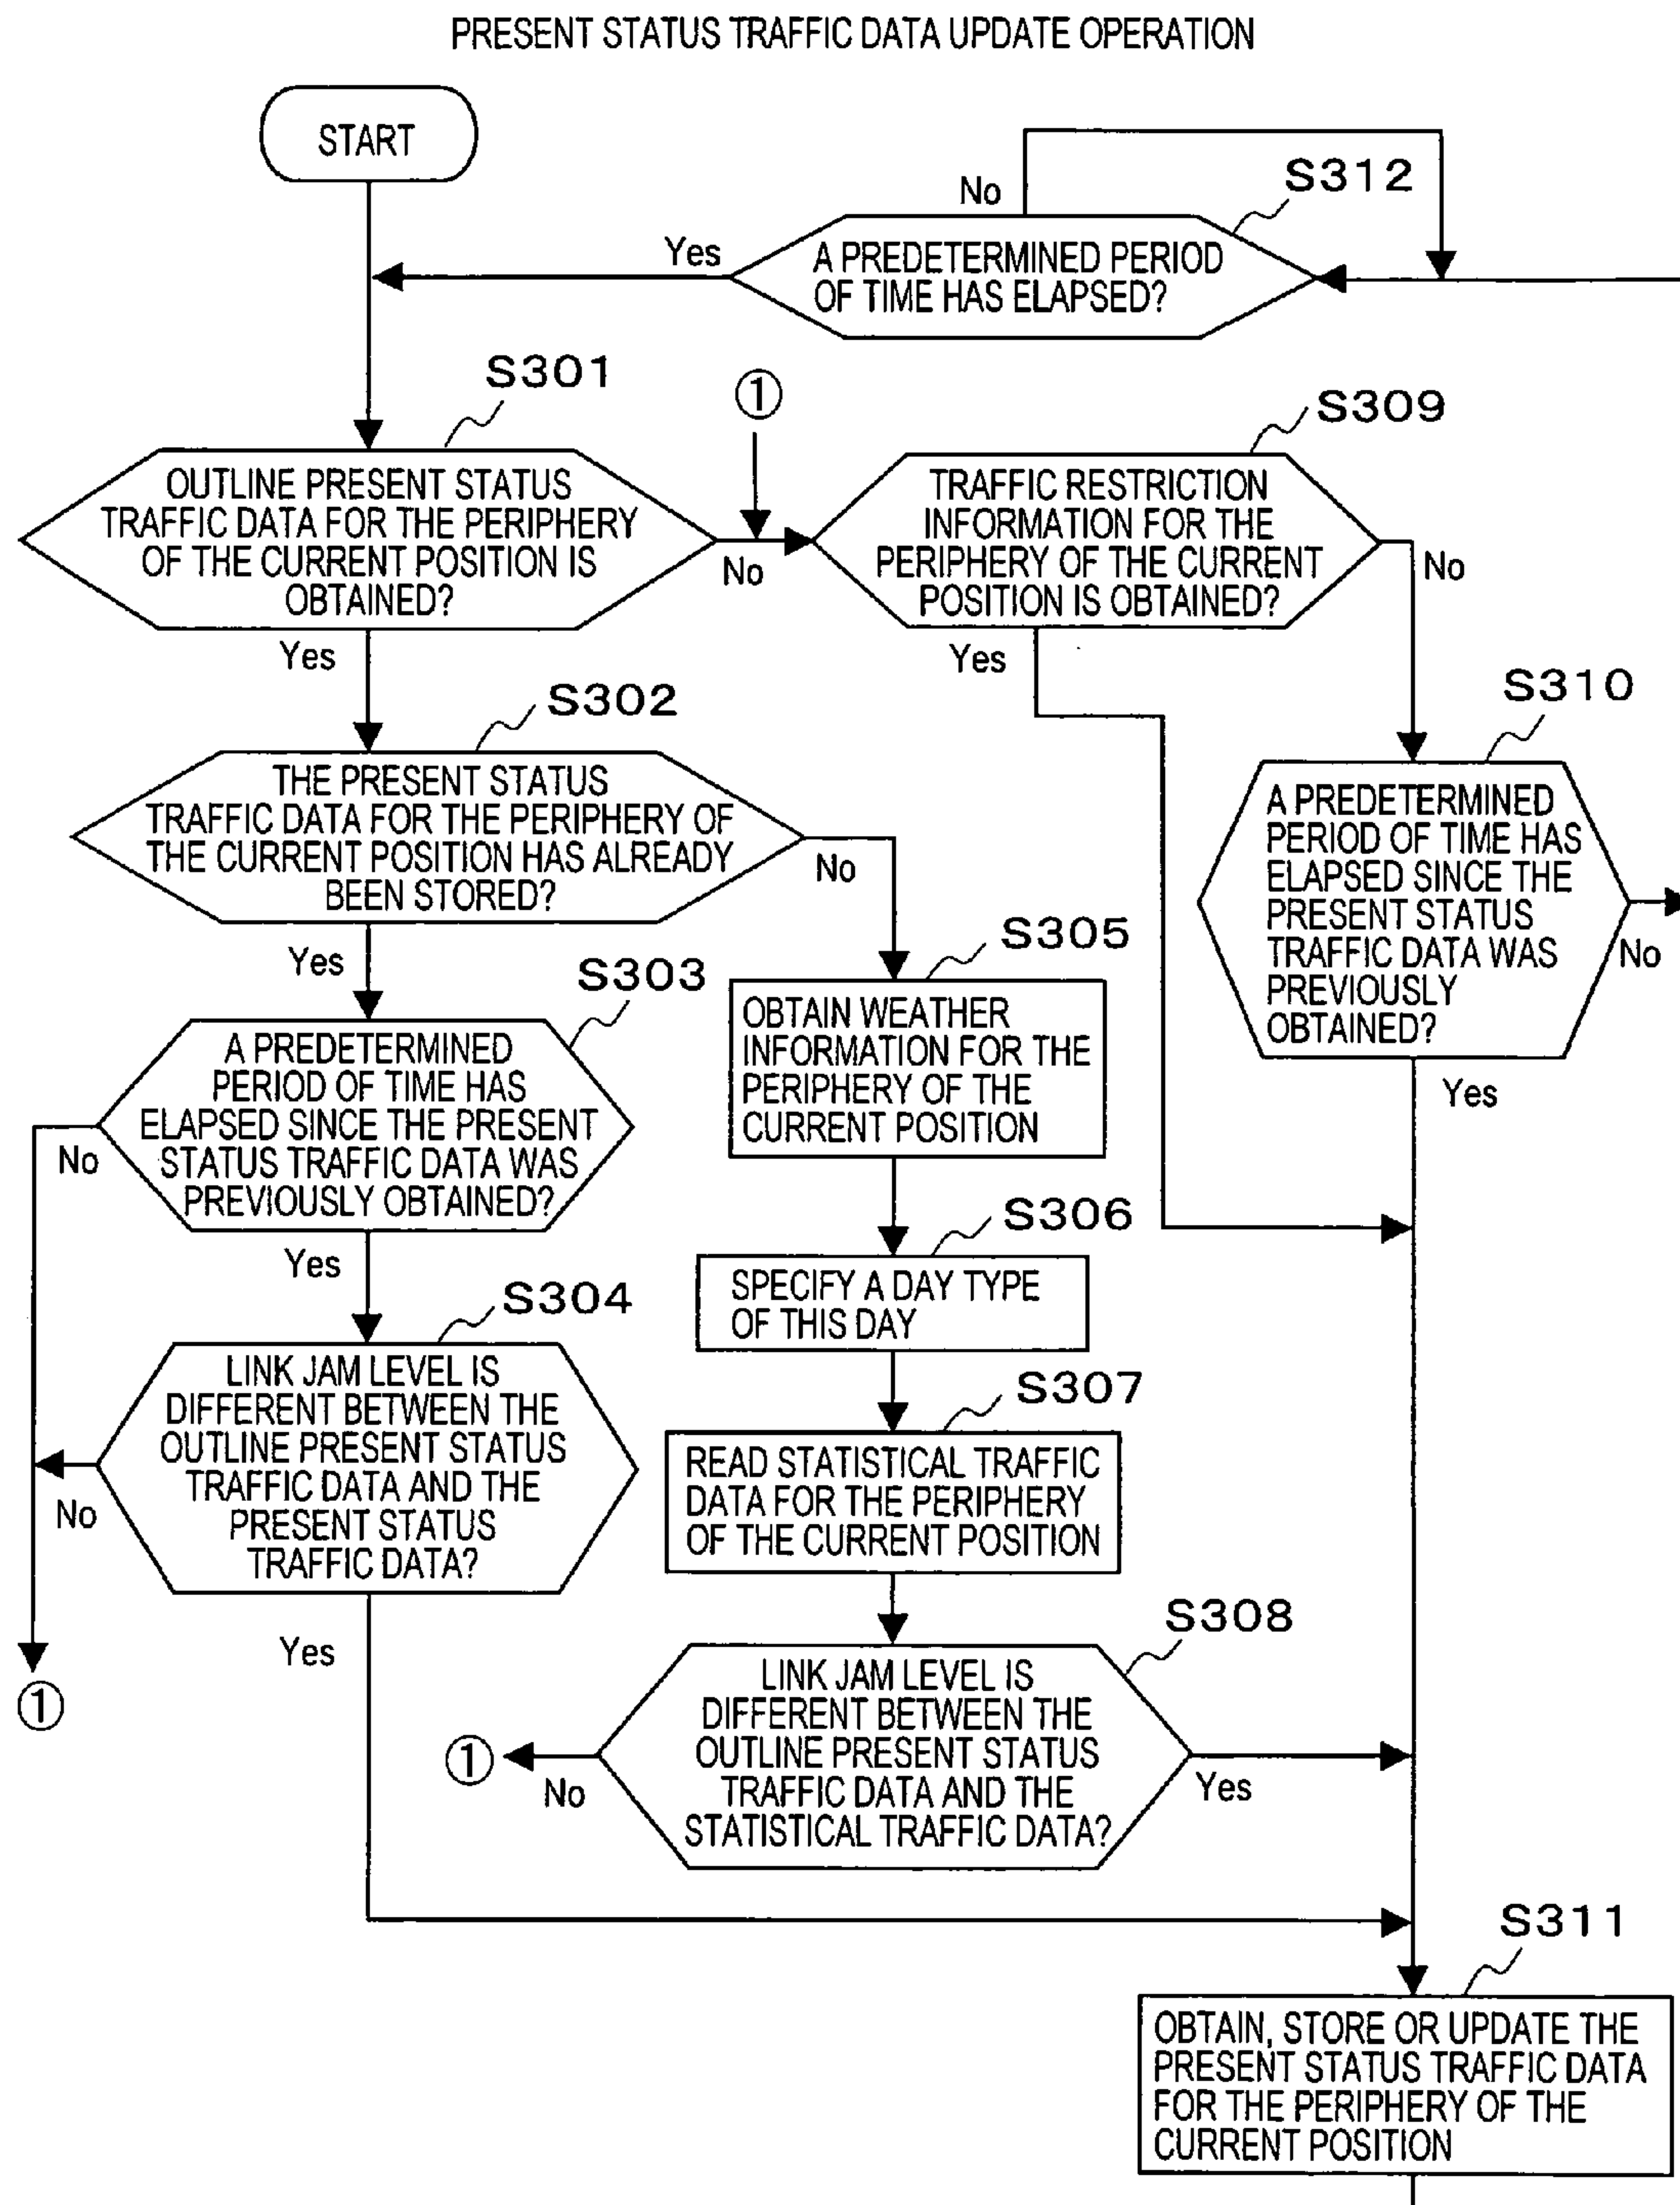 PRESENT STATUS TRAFFIC DATA UPDATE OPERATION
START
S312
No
Yes
A PREDETERMINED PERIOD
OF TIME HAS ELAPSED?
S301
①
S309
OUTLINE PRESENT STATUS
TRAFFIC DATA FOR THE PERIPHERY
OF THE CURRENT POSITION IS
OBTAINED?
No
Yes
TRAFFIC RESTRICTION
INFORMATION FOR THE
PERIPHERY OF THE CURRENT
POSITION IS OBTAINED?
No
Yes
S302
THE PRESENT STATUS
TRAFFIC DATA FOR THE PERIPHERY OF
THE CURRENT POSITION HAS ALREADY
BEEN STORED?
No
Yes
S310
A PREDETERMINED
PERIOD OF TIME HAS
ELAPSED SINCE THE
PRESENT STATUS
TRAFFIC DATA WAS
PREVIOUSLY
OBTAINED?
No
Yes
S303
A PREDETERMINED
PERIOD OF TIME HAS
ELAPSED SINCE THE PRESENT
STATUS TRAFFIC DATA WAS
PREVIOUSLY OBTAINED?
No
Yes
S305
OBTAIN WEATHER
INFORMATION FOR THE
PERIPHERY OF THE
CURRENT POSITION
S306
SPECIFY A DAY TYPE
OF THIS DAY
S304
LINK JAM LEVEL IS
DIFFERENT BETWEEN THE
OUTLINE PRESENT STATUS
TRAFFIC DATA AND THE
PRESENT STATUS
TRAFFIC DATA?
No
Yes
①
S307
READ STATISTICAL TRAFFIC
DATA FOR THE PERIPHERY
OF THE CURRENT POSITION
S308
LINK JAM LEVEL IS
DIFFERENT BETWEEN THE
OUTLINE PRESENT STATUS
TRAFFIC DATA AND THE
STATISTICAL TRAFFIC DATA?
①
No
Yes
S311
OBTAIN, STORE OR UPDATE THE
PRESENT STATUS TRAFFIC DATA
FOR THE PERIPHERY OF THE
CURRENT POSITION